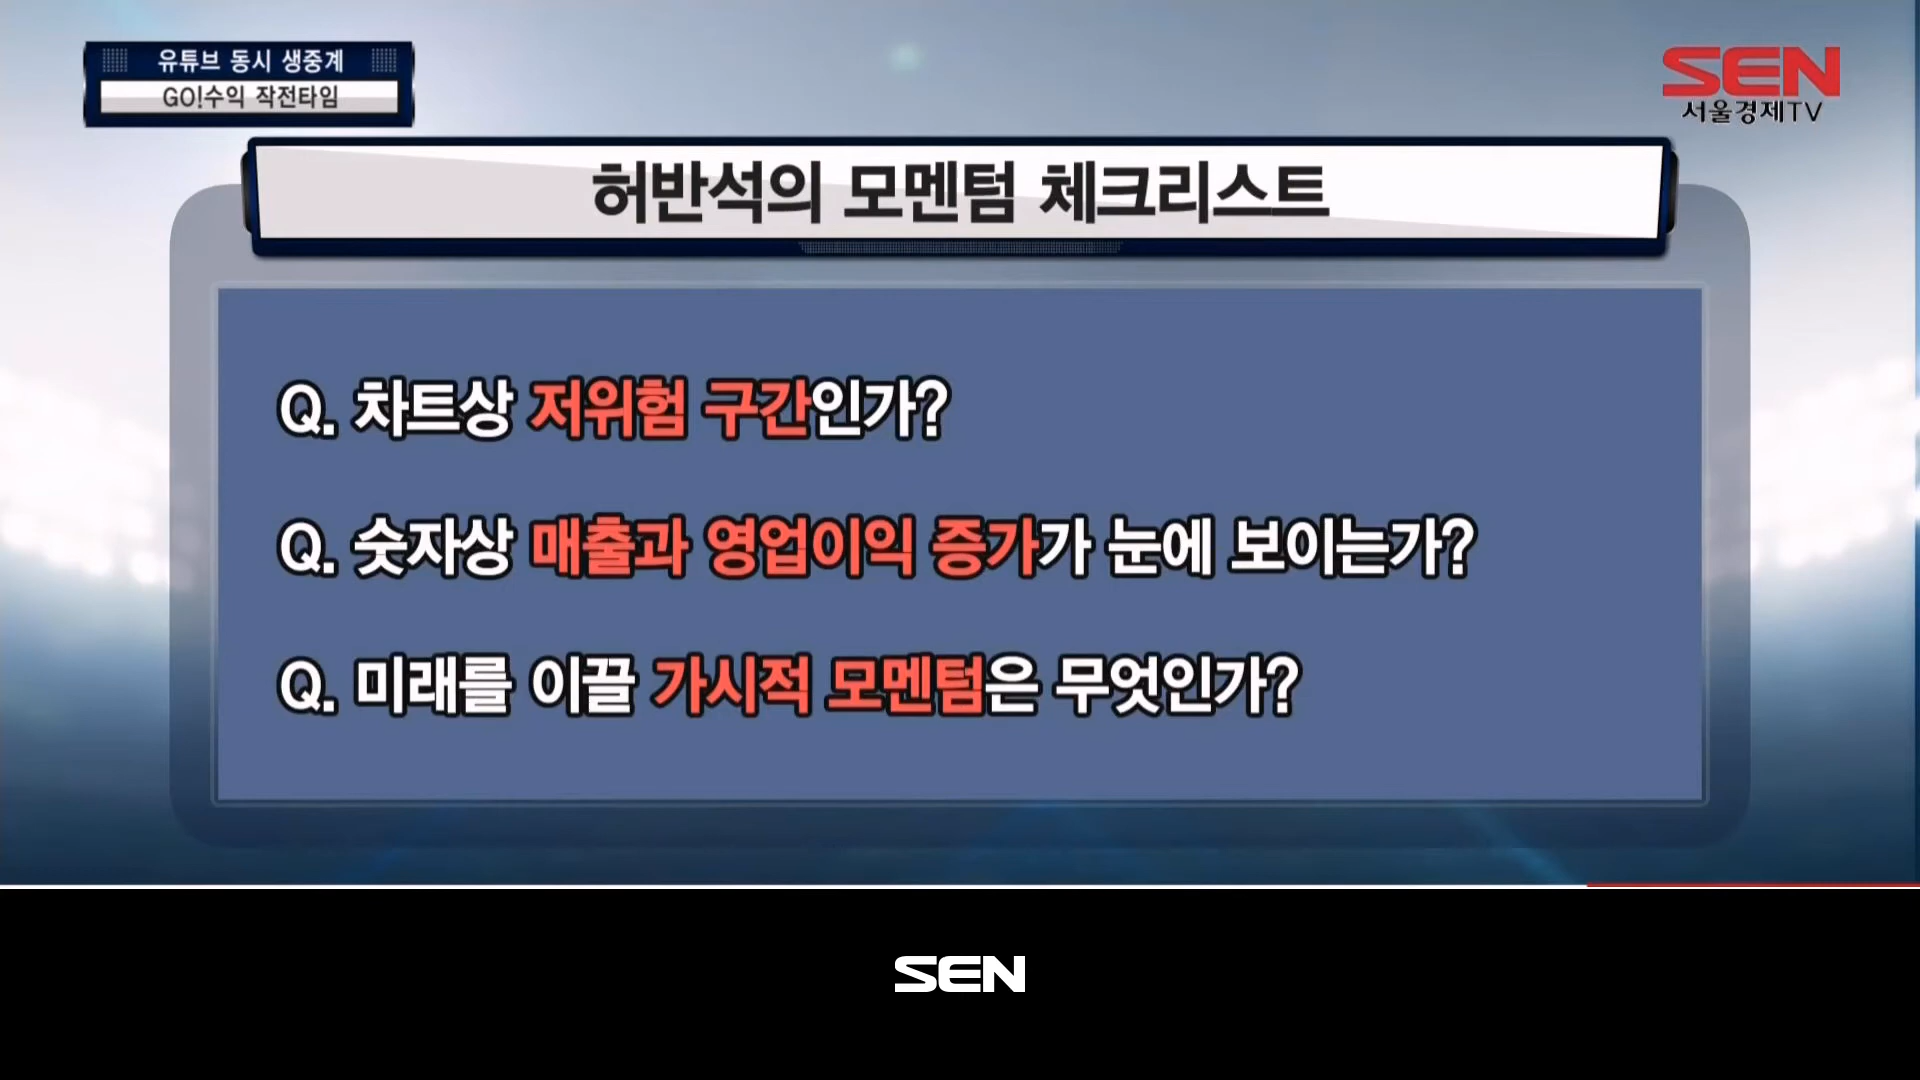 유튜브 동시 생중계
GO!수익 작전타임
SEN
서울경제TV
허반석의 모멘텀 체크리스트
Q. 차트상 저위험 구간인가?
Q. 숫자상 매출과 영업이익 증가가 눈에 보이는가?
Q. 미래를 이끌 가시적 모멘텀은 무엇인가?
SEN